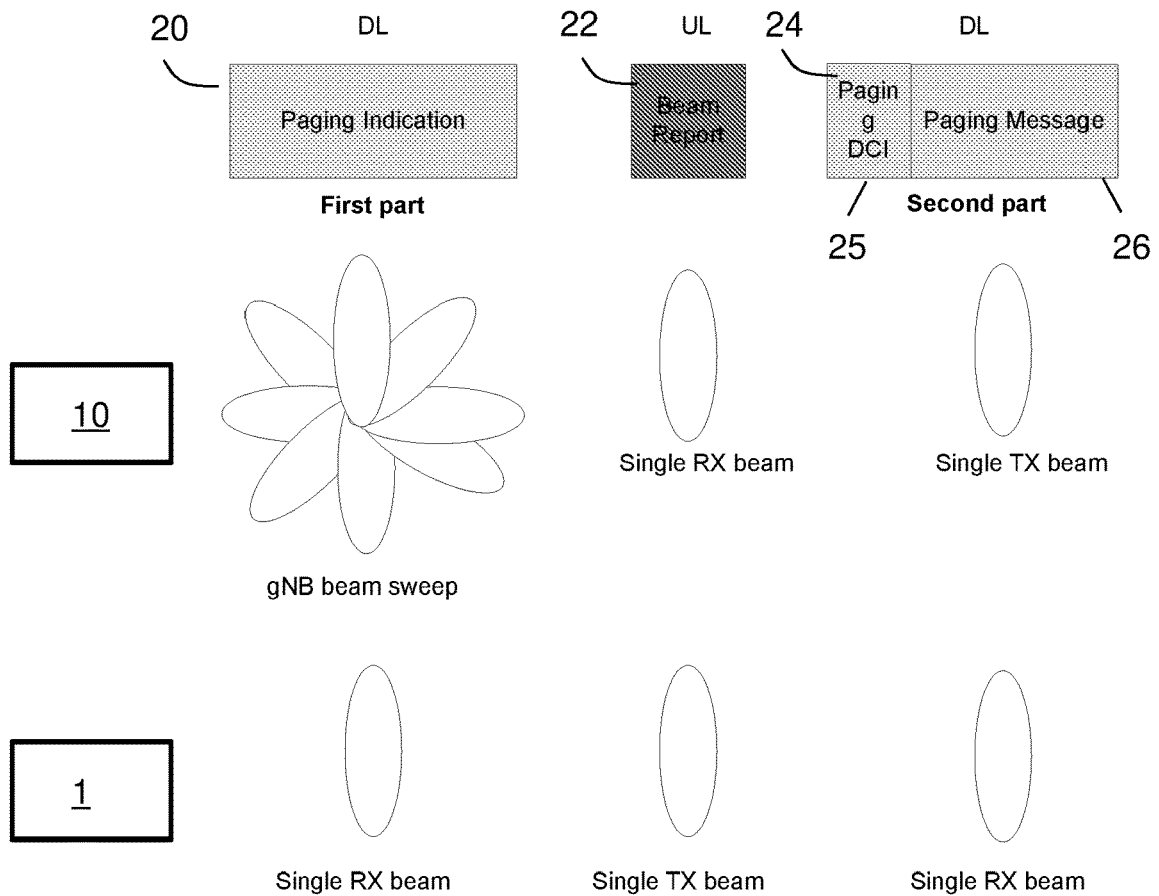 20 DL 22 UL 24 DL
Paging Indication
Beam
Report
Pagin
g
DCI
Paging Message
First part
Second part
25 26
10
Single RX beam Single TX beam
gNB beam sweep
1
Single RX beam Single TX beam Single RX beam